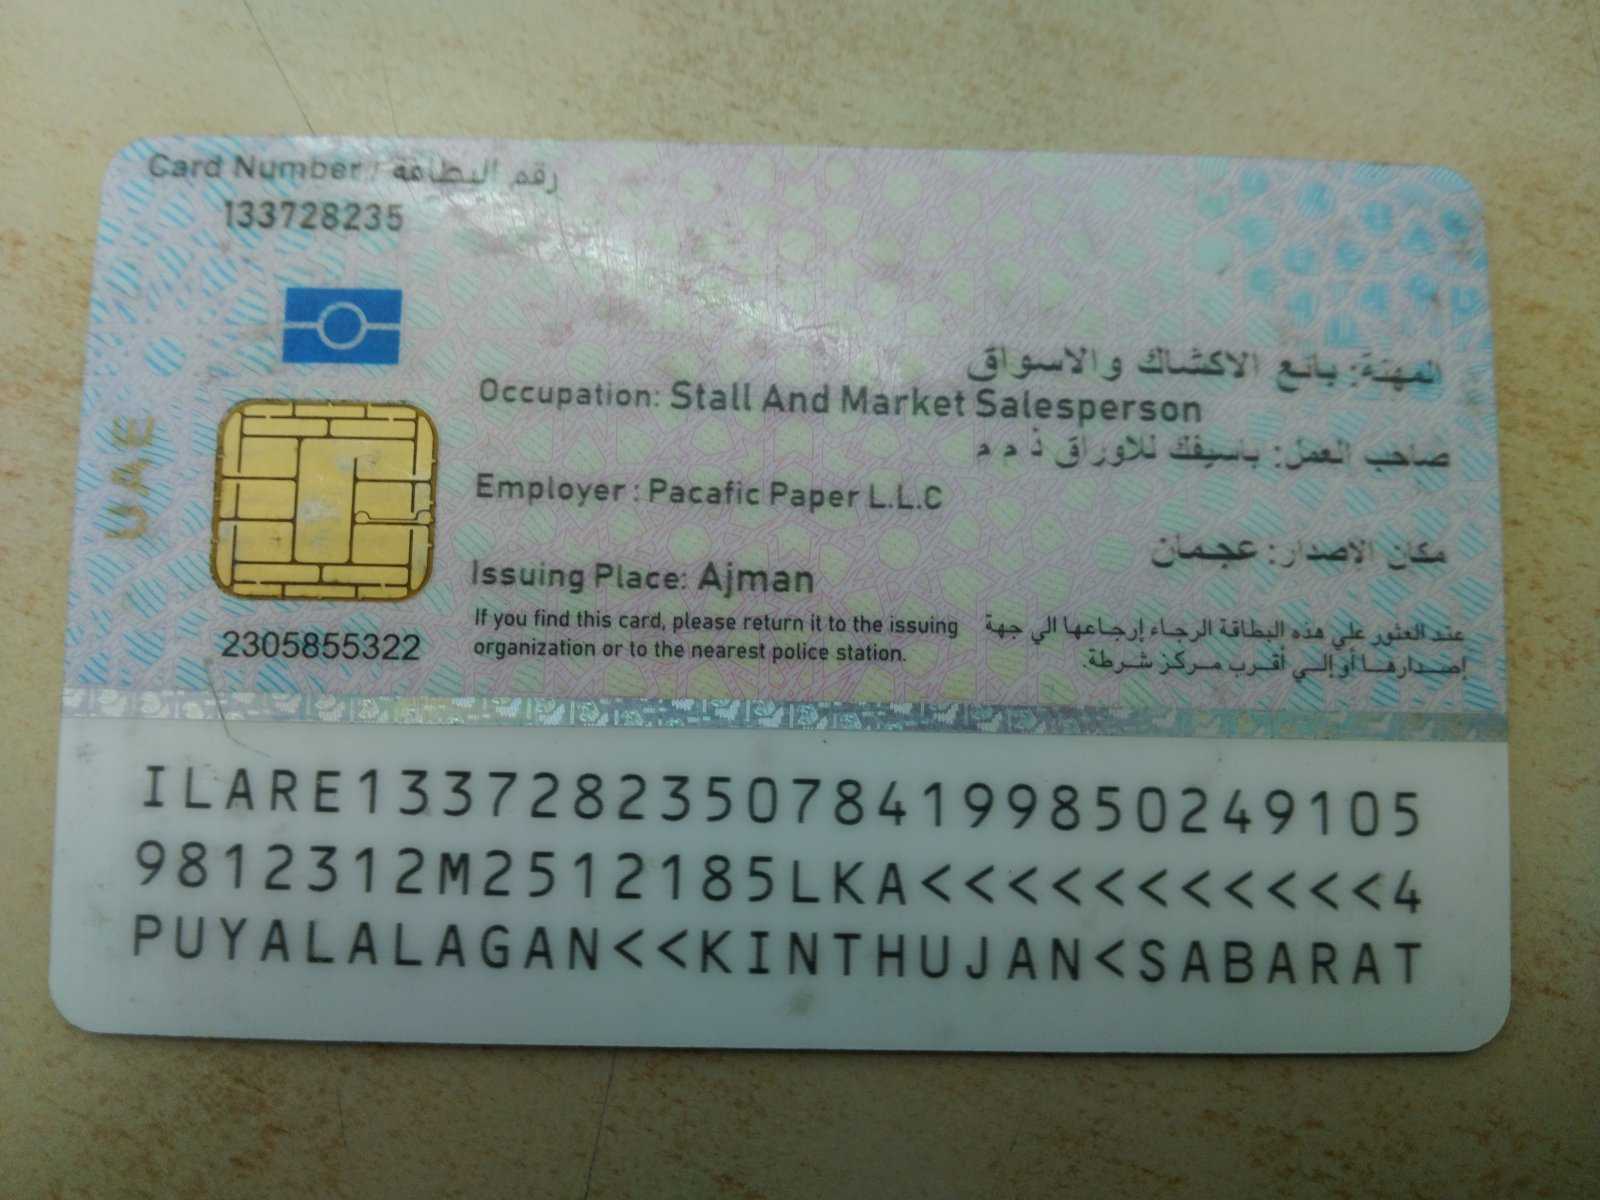 Card Number / رقم البطاقة
133728235
المهنة: بائع الاكشاك والاسواق
Occupation: Stall And Market Salesperson
صاحب العمل: باسيفك للاوراق ذ م م
Employer : Pacafic Paper L.L.C
مكان الاصدار: عجمان
Issuing Place: Ajman
If you find this card, please return it to the issuing
organization or to the nearest police station.
عند العثور علي هذه البطاقة الرجاء إرجاعها الي جهة
إصدارها أو إلي أقرب مركز شرطة.
UAE
2305855322
ILARE1337282350784199850249105
9812312M2512185LKA<<<<<<<<<<<4
PUYALALAGAN<<KINTHUJAN<SABARAT